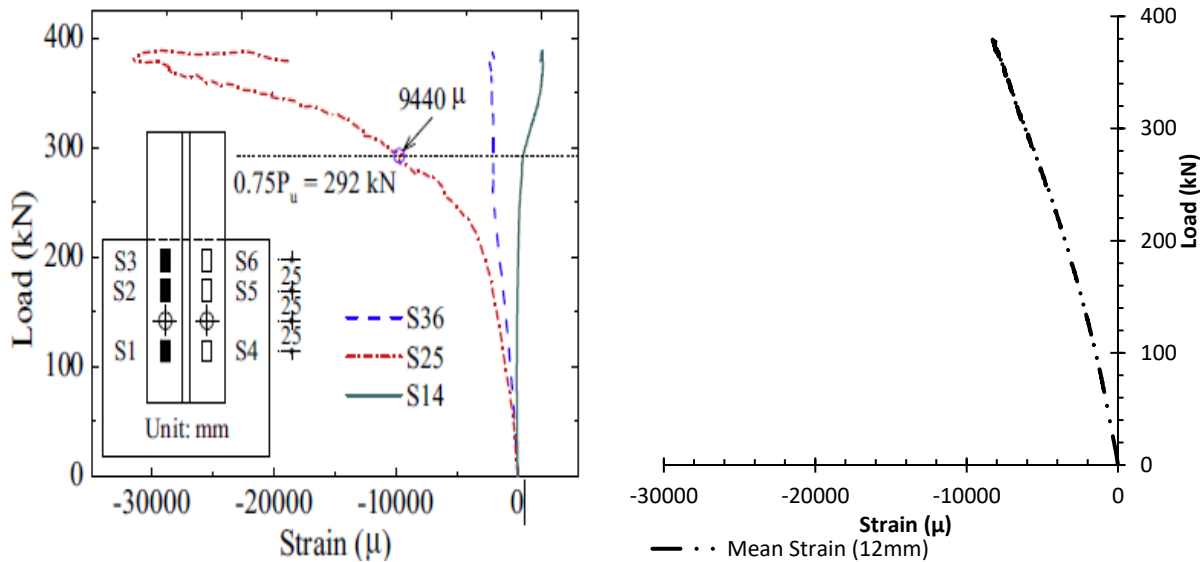 400
300
200
100
0
Load (kN)
9440 µ
0.75Pu = 292 kN
S3 S6
S2 S5
S1 S4
25
25
25
Unit: mm
S36
S25
S14
-30000 -20000 -10000 0
Strain (µ)
400
300
200
100
0
Load (kN)
-30000 -20000 -10000 0
Strain (µ)
Mean Strain (12mm)